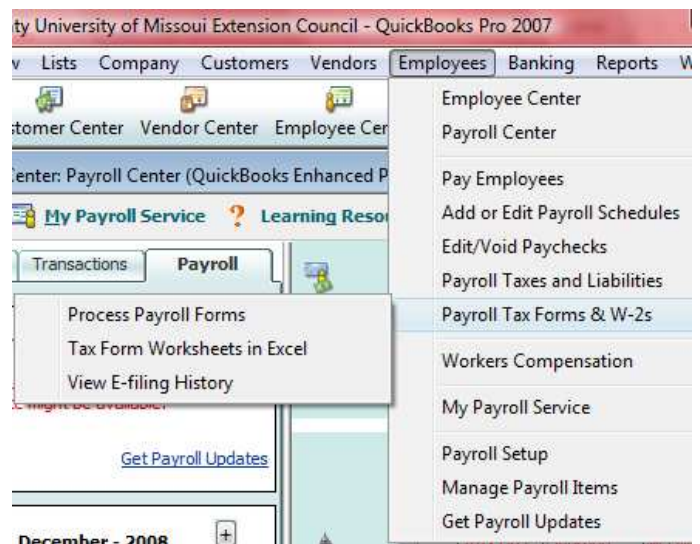 ty University of Missoui Extension Council - QuickBooks Pro 2007
Lists Company Customers Vendors Employees Banking Reports
stomer Center Vendor Center Employee Cer
enter: Payroll Center (QuickBooks Enhanced P
My Payroll Service ? Learning Resou
Transactions Payroll
Employee Center
Payroll Center
Pay Employees
Add or Edit Payroll Schedules
Edit/Void Paychecks
Payroll Taxes and Liabilities
Payroll Tax Forms & W-2s
Workers Compensation
My Payroll Service
Payroll Setup
Manage Payroll Items
Get Payroll Updates
Process Payroll Forms
Tax Form Worksheets in Excel
View E-filing History
Get Payroll Updates
December - 2008 +